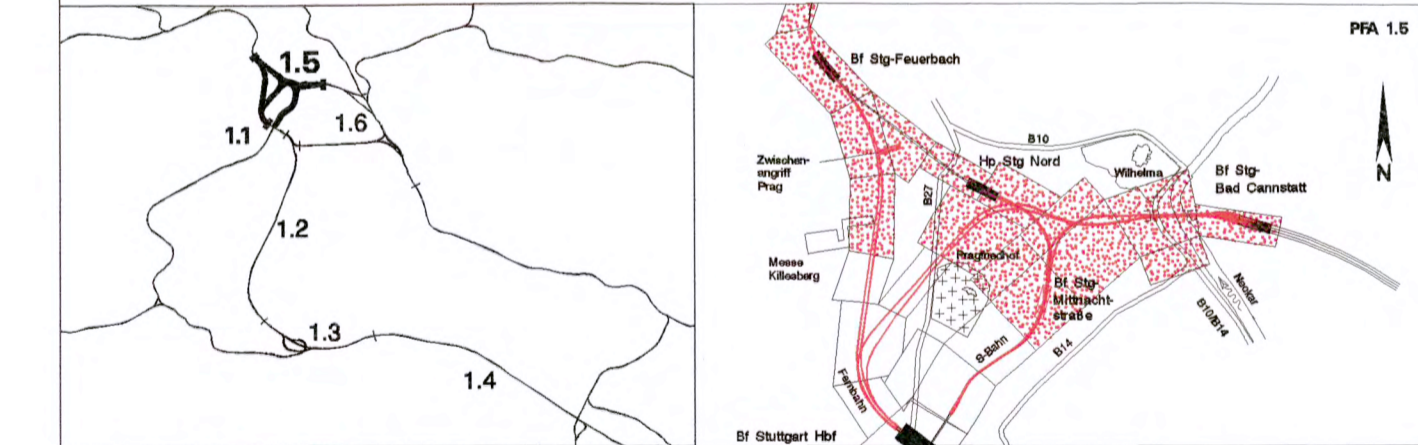 1.5
1.1
1.6
1.2
1.3
1.4
PFA 1.5
Bf Stg-Feuerbach
N
B10
Zwischen-
angriff
Prag
Hp Stg Nord
Wilhelma
Bf Stg-
Bad Cannstatt
B27
Messe
Killesberg
Pragfriedhof
Bf Stg-
Mittnacht-
straße
Neckar
B10/B14
S-Bahn
B14
Fernbahn
Bf Stuttgart Hbf